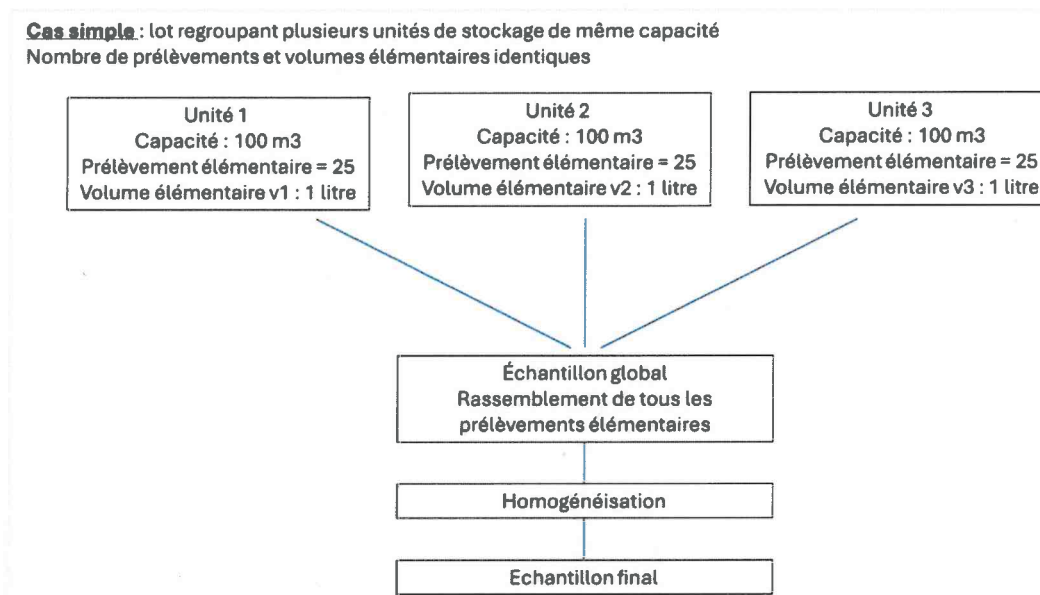 Cas simple : lot regroupant plusieurs unités de stockage de même capacité
Nombre de prélèvements et volumes élémentaires identiques
Unité 1
Capacité : 100 m3
Prélèvement élémentaire = 25
Volume élémentaire v1 : 1 litre
Unité 2
Capacité : 100 m3
Prélèvement élémentaire = 25
Volume élémentaire v2 : 1 litre
Unité 3
Capacité : 100 m3
Prélèvement élémentaire = 25
Volume élémentaire v3 : 1 litre
Échantillon global
Rassemblement de tous les
prélèvements élémentaires
Homogénéisation
Echantillon final